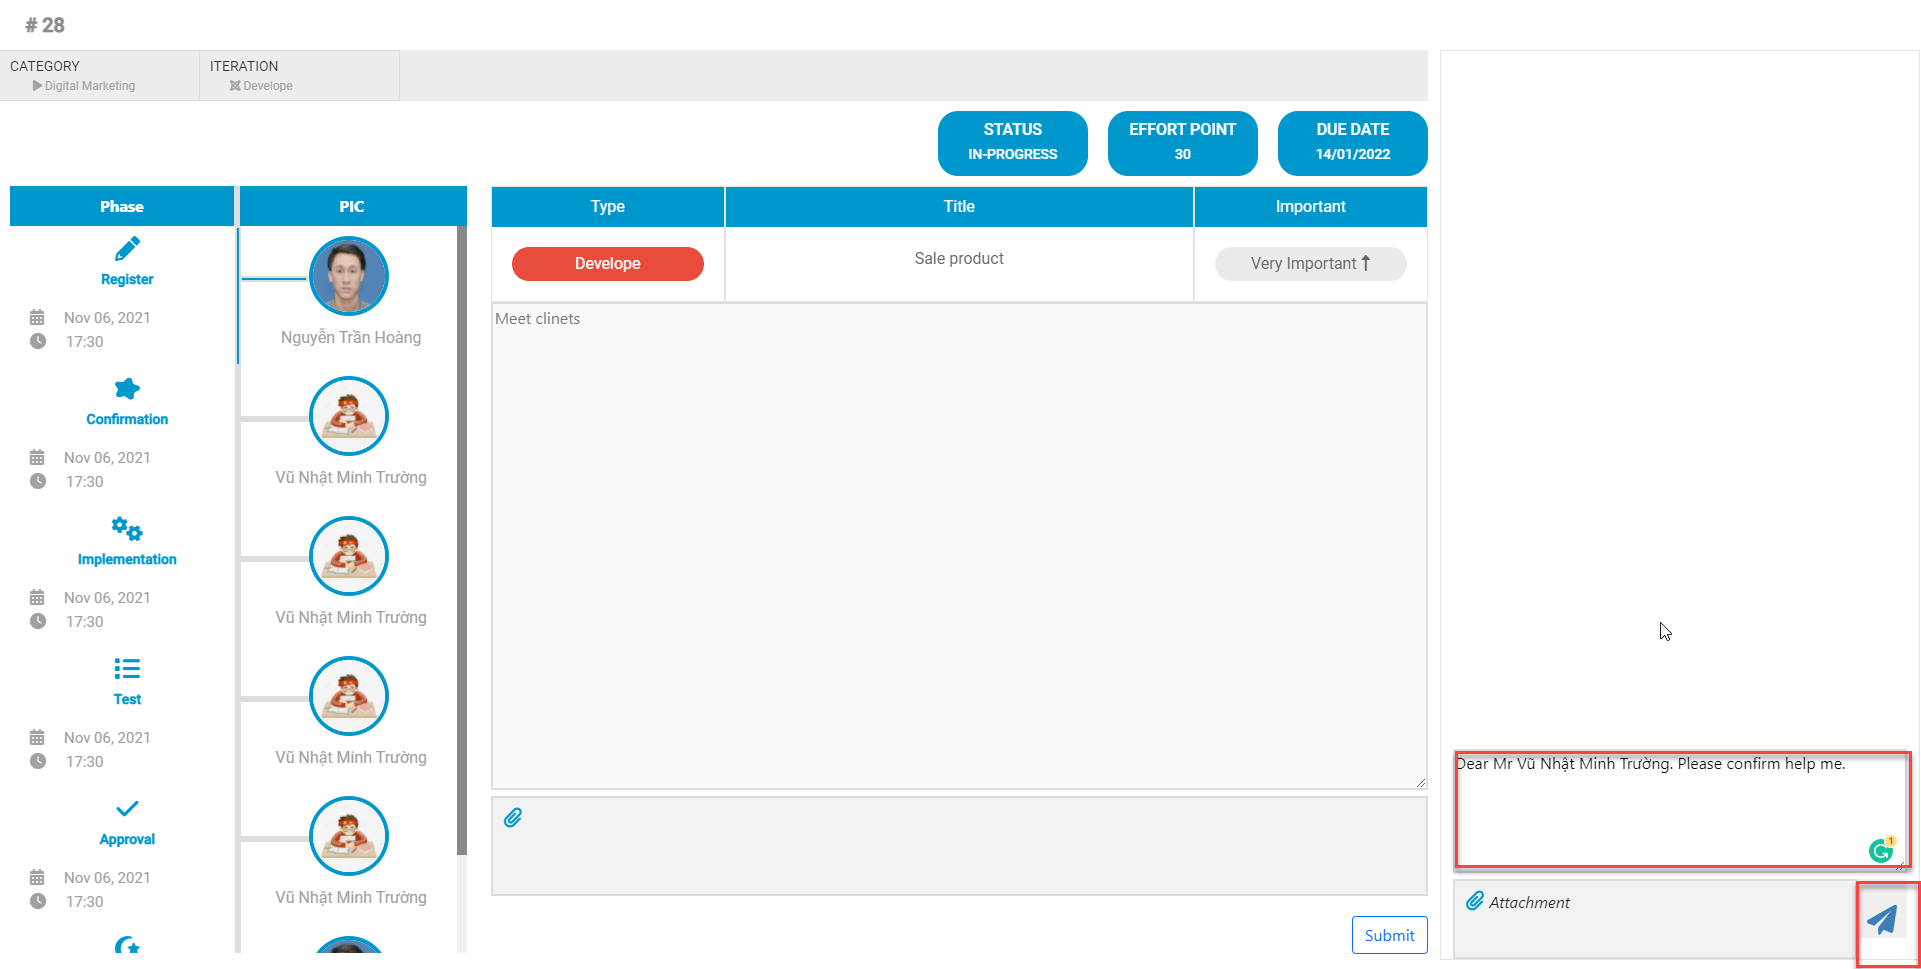 # 28
CATEGORY
Digital Marketing
ITERATION
Develope
STATUS
IN-PROGRESS
EFFORT POINT
30
DUE DATE
14/01/2022
Phase
PIC
Register
Nov 06, 2021
17:30
Nguyễn Trần Hoàng
Confirmation
Nov 06, 2021
17:30
Vũ Nhật Minh Trường
Implementation
Nov 06, 2021
17:30
Vũ Nhật Minh Trường
Test
Nov 06, 2021
17:30
Vũ Nhật Minh Trường
Approval
Nov 06, 2021
17:30
Vũ Nhật Minh Trường
Type
Title
Important
Develope
Sale product
Very Important
Meet clinets
Submit
Dear Mr Vũ Nhật Minh Trường. Please confirm help me.
1
Attachment